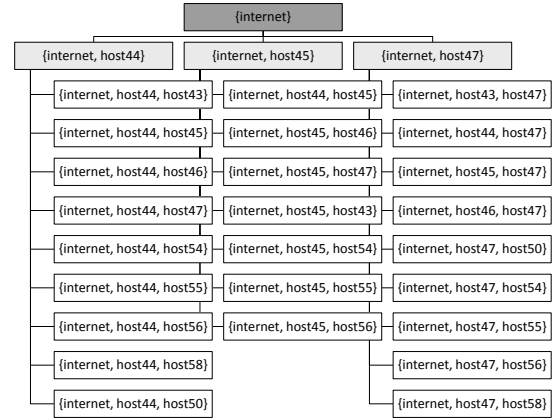 {internet}
{internet, host44} {internet, host45} {internet, host47}
{internet, host44, host43} {internet, host44, host45} {internet, host43, host47}
{internet, host44, host45} {internet, host45, host46} {internet, host44, host47}
{internet, host44, host46} {internet, host45, host47} {internet, host45, host47}
{internet, host44, host47} {internet, host45, host43} {internet, host46, host47}
{internet, host44, host54} {internet, host45, host54} {internet, host47, host50}
{internet, host44, host55} {internet, host45, host55} {internet, host47, host54}
{internet, host44, host56} {internet, host45, host56} {internet, host47, host55}
{internet, host44, host58} {internet, host47, host56}
{internet, host44, host50} {internet, host47, host58}